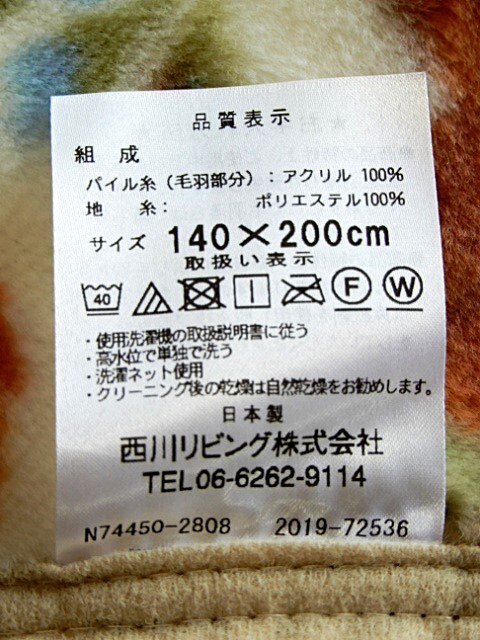 品質表示
組成
パイル糸(毛羽部分):アクリル 100%
地 糸: ポリエステル100%
サイズ 140×200cm
取扱い表示
40 F W
・使用洗濯機の取扱説明書に従う
・高水位で単独で洗う
・洗濯ネット使用
・クリーニング後の乾燥は自然乾燥をお勧めします。
日本製
西川リビング株式会社
TEL06-6262-9114
N74450-2808 2019-72536